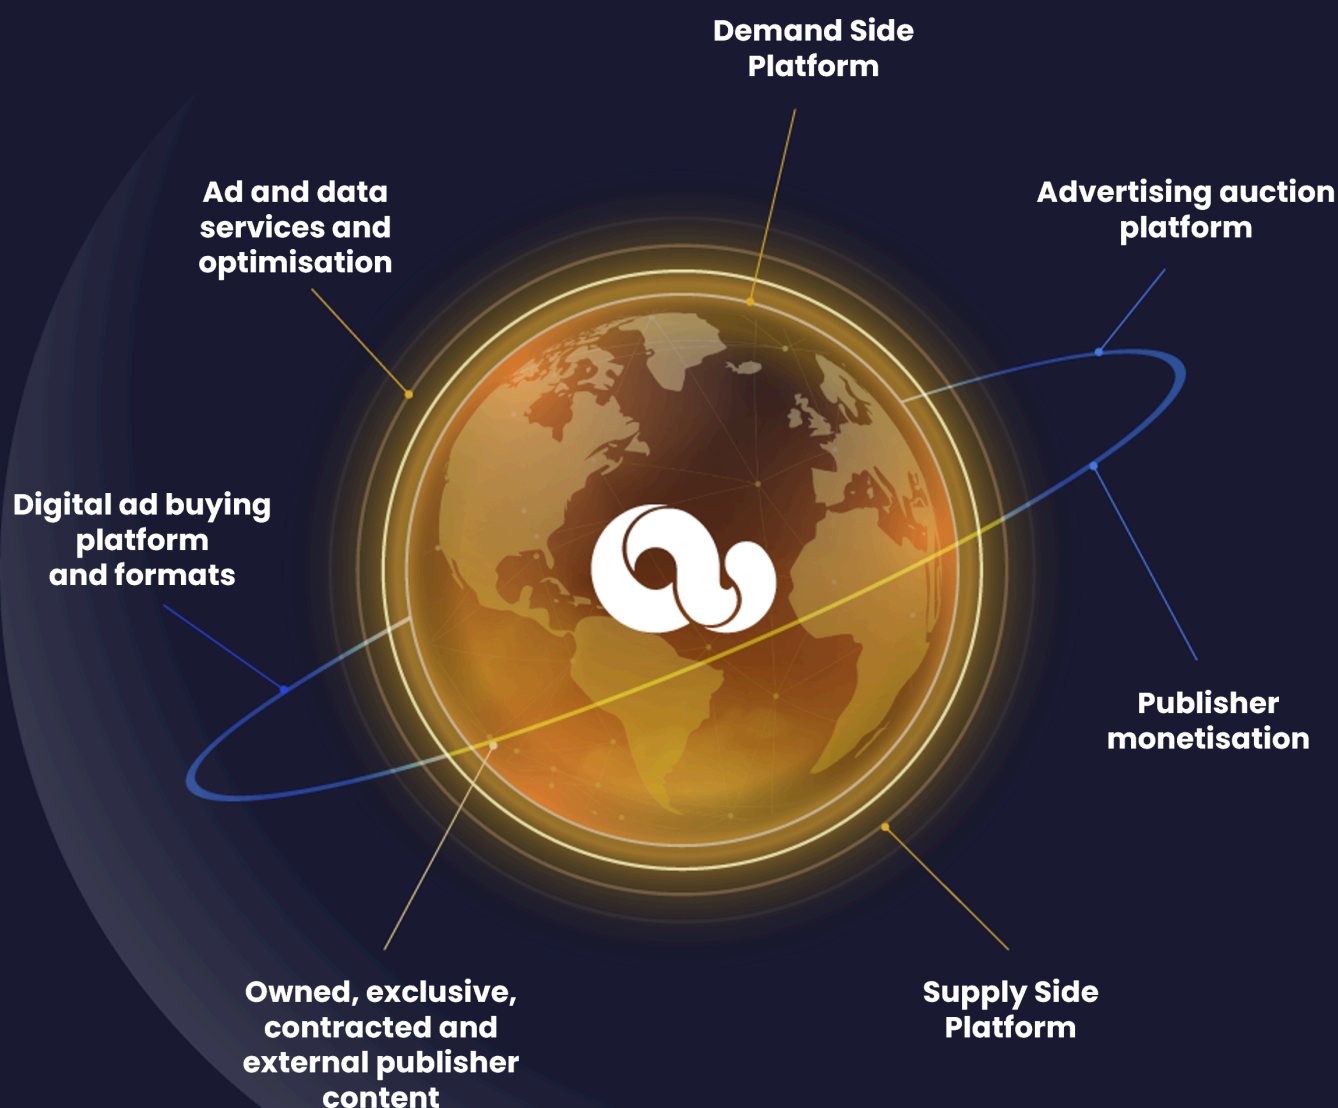 Demand Side
Platform
Ad and data
services and
optimisation
Advertising auction
platform
Digital ad buying
platform
and formats
Publisher
monetisation
Owned, exclusive,
contracted and
external publisher
content
Supply Side
Platform